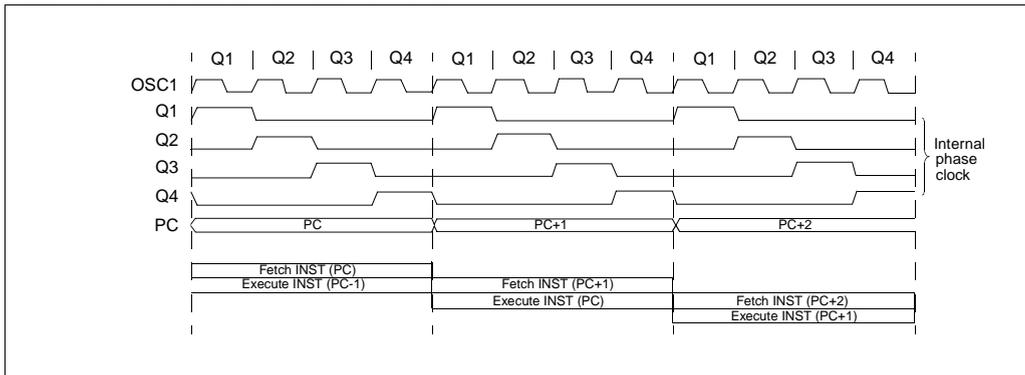 Q1 | Q2 | Q3 | Q4 | Q1 | Q2 | Q3 | Q4 | Q1 | Q2 | Q3 | Q4
OSC1
Q1
Q2
Q3
Q4
Internal
phase
clock
PC PC PC+1 PC+2
Fetch INST (PC)
Execute INST (PC-1) Fetch INST (PC+1)
Execute INST (PC) Fetch INST (PC+2)
Execute INST (PC+1)